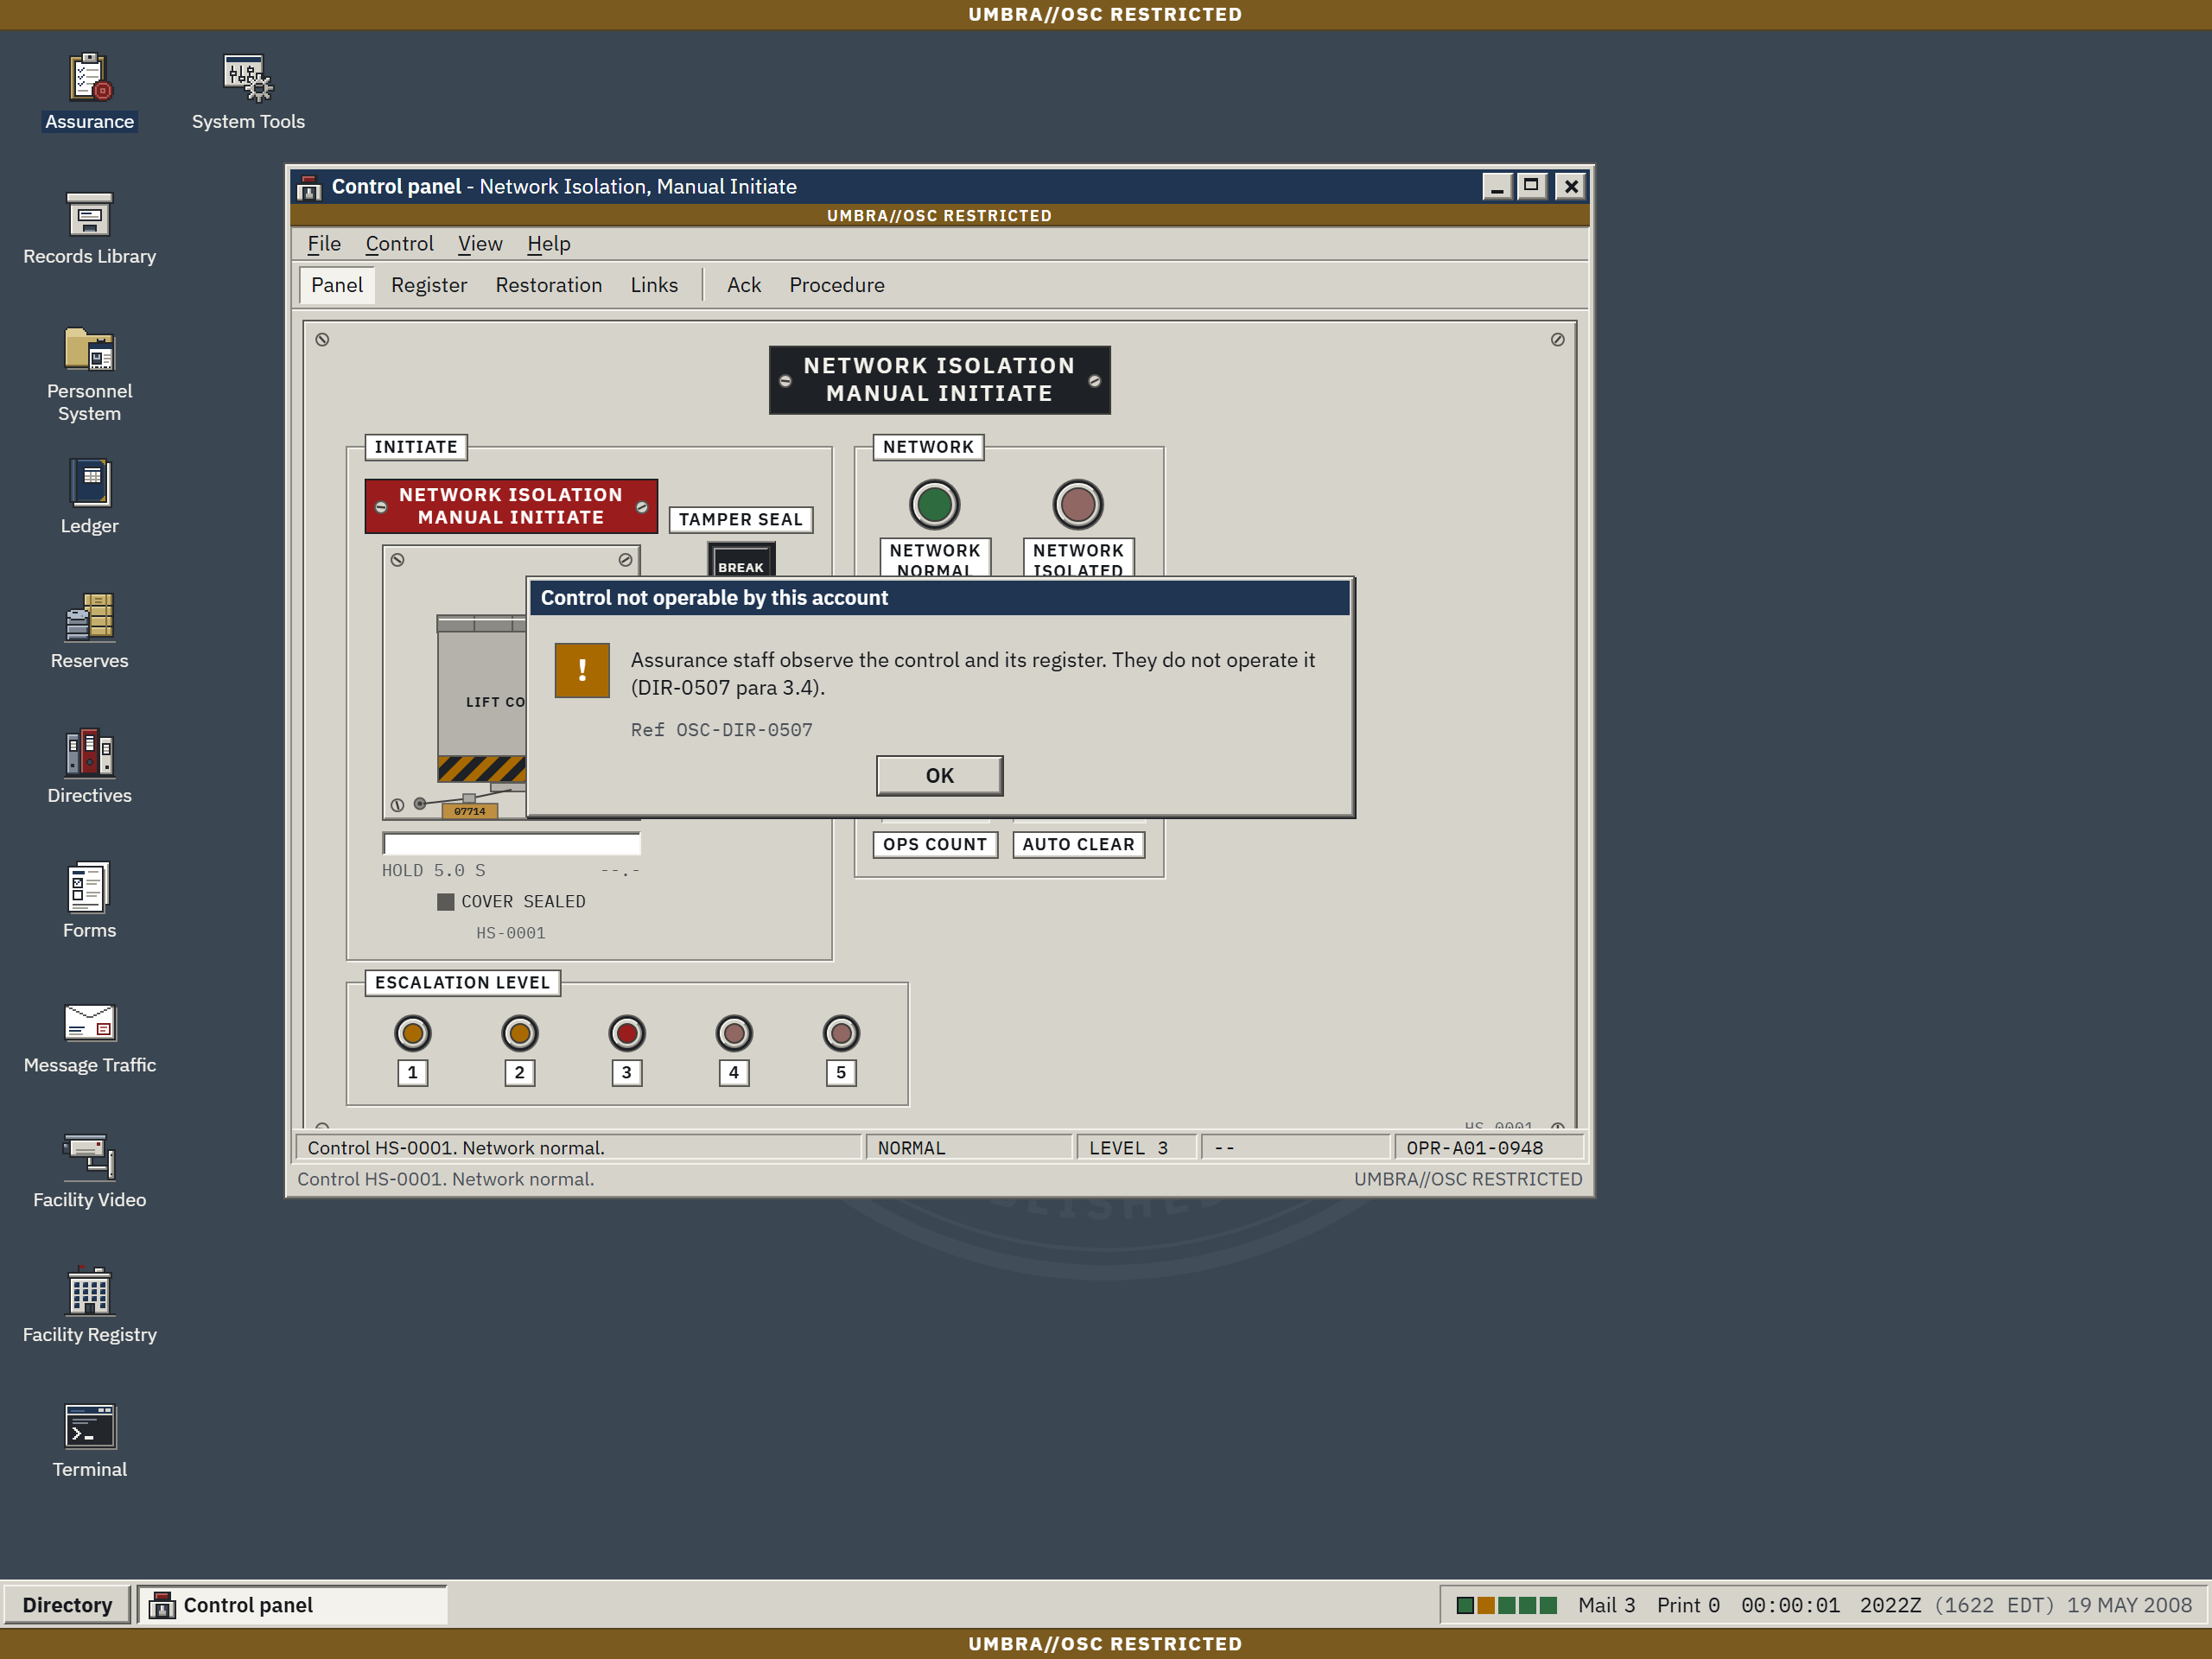 UMBRA//OSC RESTRICTED
Assurance
System Tools
Records Library
Personnel
System
Ledger
Reserves
Directives
Forms
Message Traffic
Facility Video
Facility Registry
Terminal
Control panel - Network Isolation, Manual Initiate
UMBRA//OSC RESTRICTED
File Control View Help
Panel Register Restoration Links Ack Procedure
NETWORK ISOLATION
MANUAL INITIATE
INITIATE
NETWORK ISOLATION
MANUAL INITIATE
TAMPER SEAL
BREAK
LIFT CO
07714
HOLD 5.0 S --.-
COVER SEALED
HS-0001
NETWORK
NETWORK
NORMAL
NETWORK
ISOLATED
OPS COUNT
AUTO CLEAR
Control not operable by this account
!
Assurance staff observe the control and its register. They do not operate it
(DIR-0507 para 3.4).
Ref OSC-DIR-0507
OK
ESCALATION LEVEL
1 2 3 4 5
HS-0001
Control HS-0001. Network normal. NORMAL LEVEL 3 -- OPR-A01-0948
Control HS-0001. Network normal. UMBRA//OSC RESTRICTED
Directory
Control panel
Mail 3 Print 0 00:00:01 2022Z (1622 EDT) 19 MAY 2008
UMBRA//OSC RESTRICTED